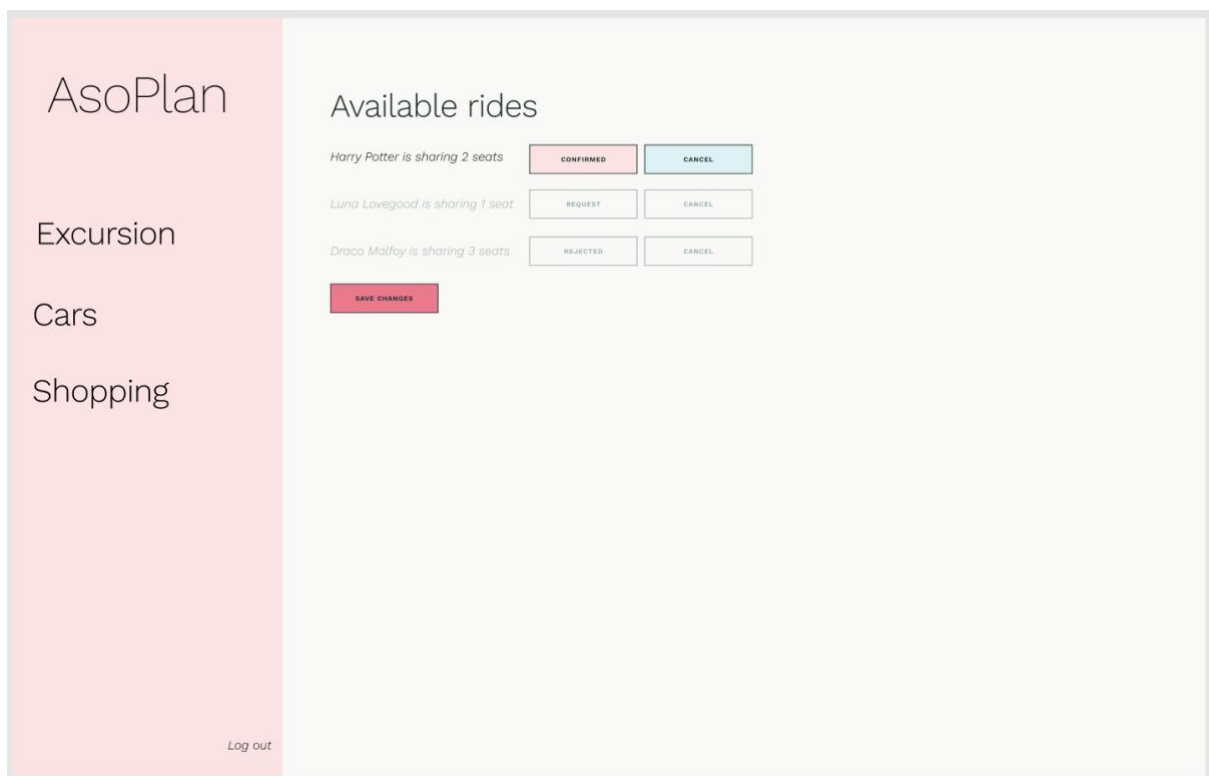 AsoPlan
Excursion
Cars
Shopping
Log out
Available rides
Harry Potter is sharing 2 seats CONFIRMED CANCEL
Luna Lovegood is sharing 1 seat REQUEST CANCEL
Draco Malfoy is sharing 3 seats REJECTED CANCEL
SAVE CHANGES